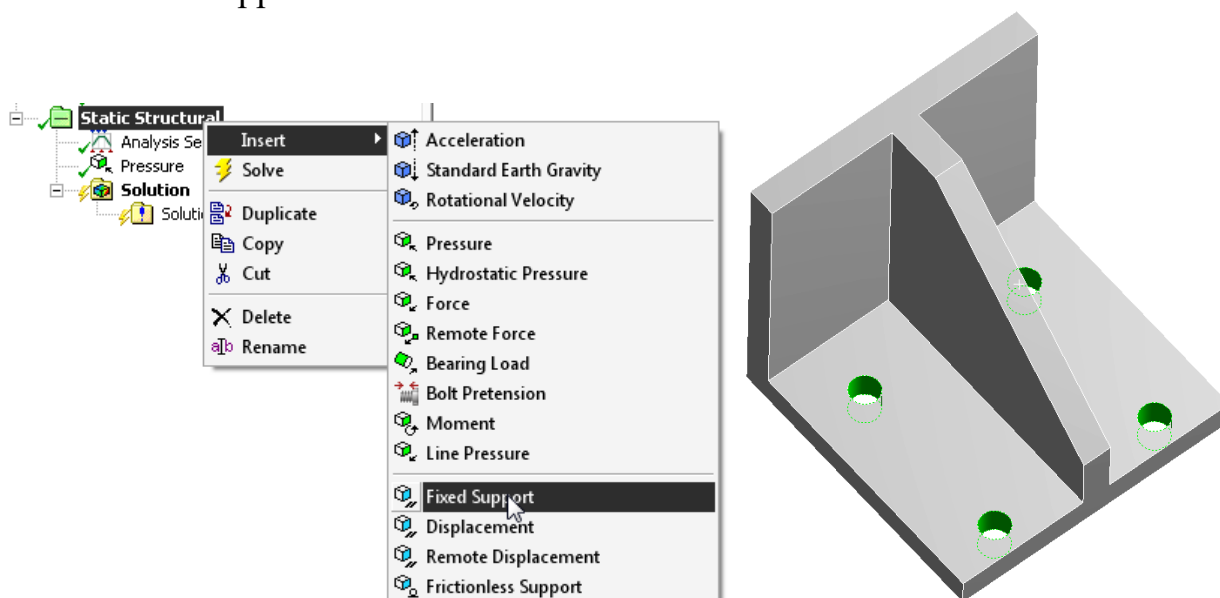 Static Structural
Analysis Se
Pressure
Solution
Soluti
Insert
Solve
Duplicate
Copy
Cut
Delete
Rename
Acceleration
Standard Earth Gravity
Rotational Velocity
Pressure
Hydrostatic Pressure
Force
Remote Force
Bearing Load
Bolt Pretension
Moment
Line Pressure
Fixed Support
Displacement
Remote Displacement
Frictionless Support